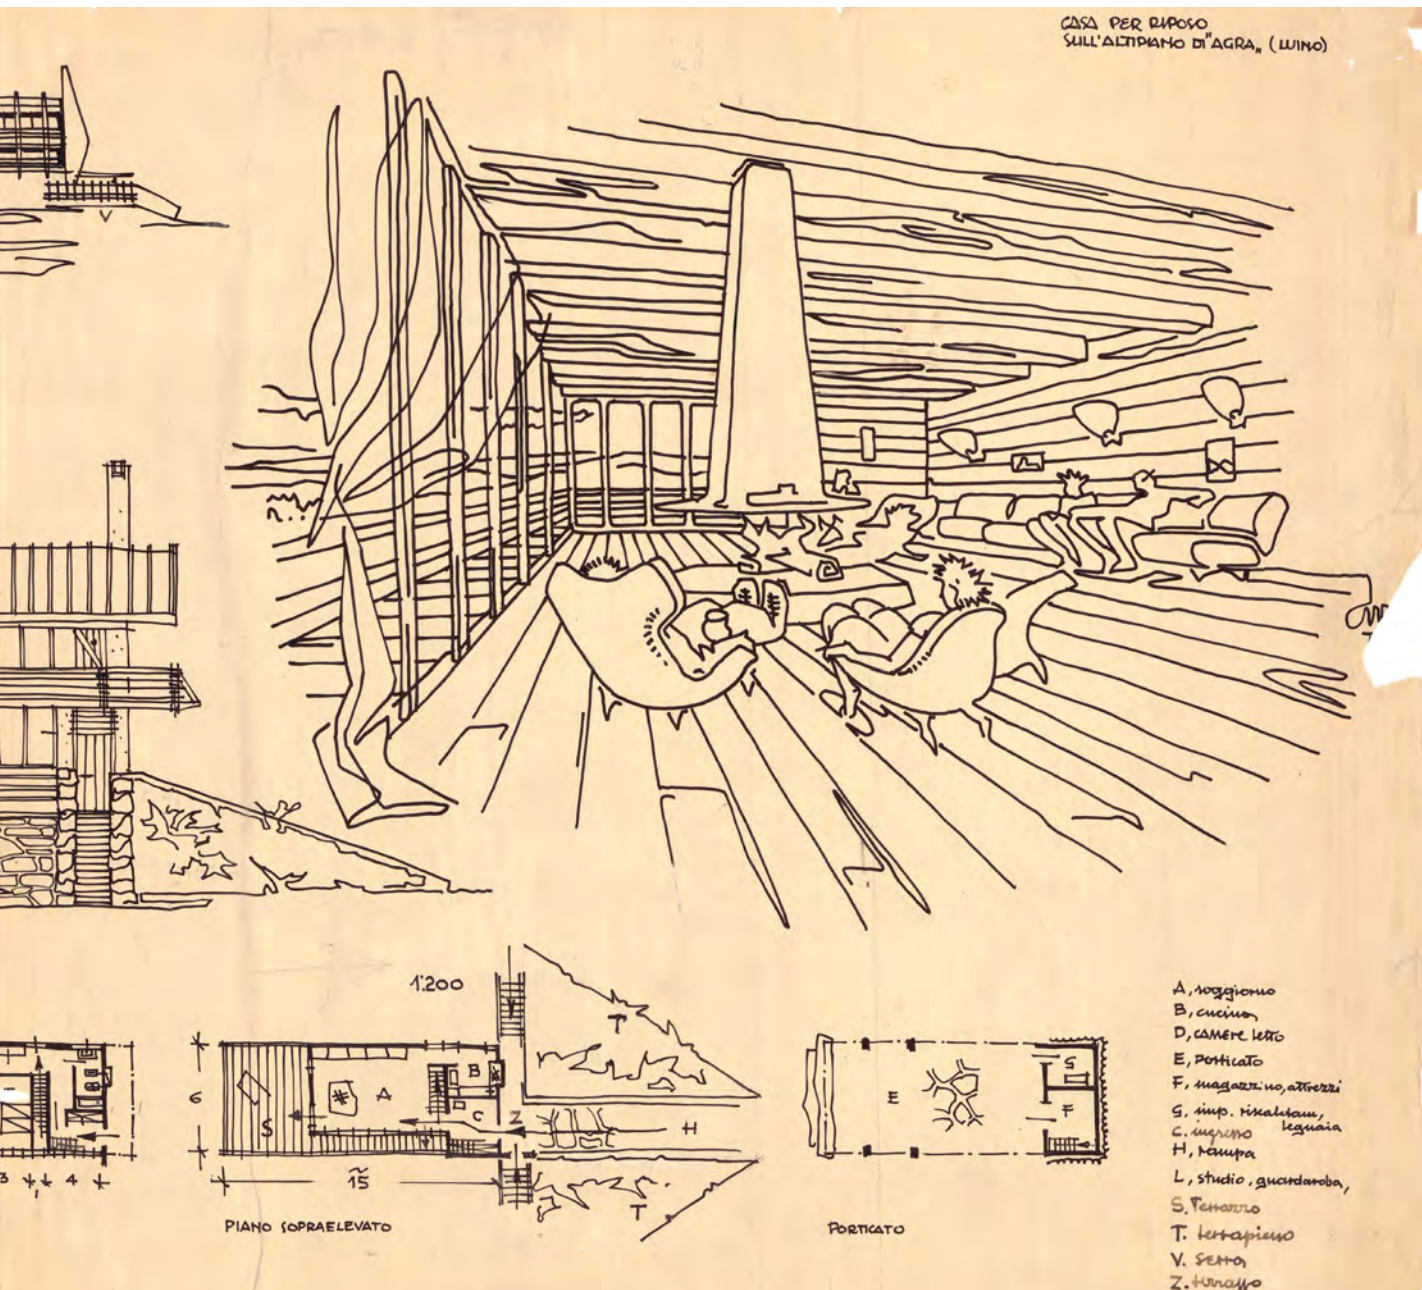 CASA PER RIPOSO
SULL'ALTIPIANO DI "AGRA„ (LUINO)
V
1:200
A, soggiorno
B, cucina
D, CAMERE letto
E, PORTICATO
F, magazzino, attrezzi
G, imp. riscaldam,
legnaia
C. ingresso
H, rampa
L, studio, guardaroba,
S. Terrazzo
T. terrapieno
V. serra
Z. terrazzo
V
T
B
A
C
Z
S
H
6
T
3
4
1
≈
15
E
G
F
PIANO SOPRAELEVATO
PORTICATO